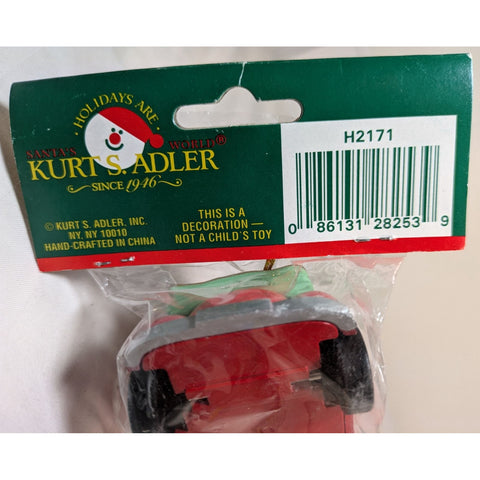 · HOLIDAYS ARE ·
SANTA'S WORLD®
KURT S. ADLER
SINCE 1946
© KURT S. ADLER, INC.
NY, NY 10010
HAND-CRAFTED IN CHINA
THIS IS A
DECORATION —
NOT A CHILD'S TOY
H2171
0 86131 28253 9